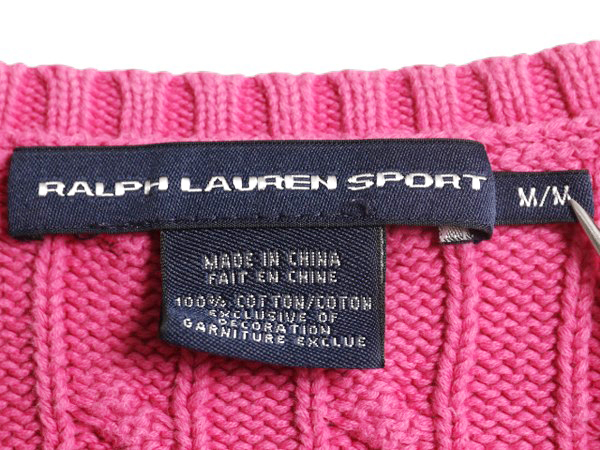 RALPH LAUREN SPORT
M/M
MADE IN CHINA
FAIT EN CHINE
100% COTTON/COTON
EXCLUSIVE OF
DECORATION
GARNITURE EXCLUE